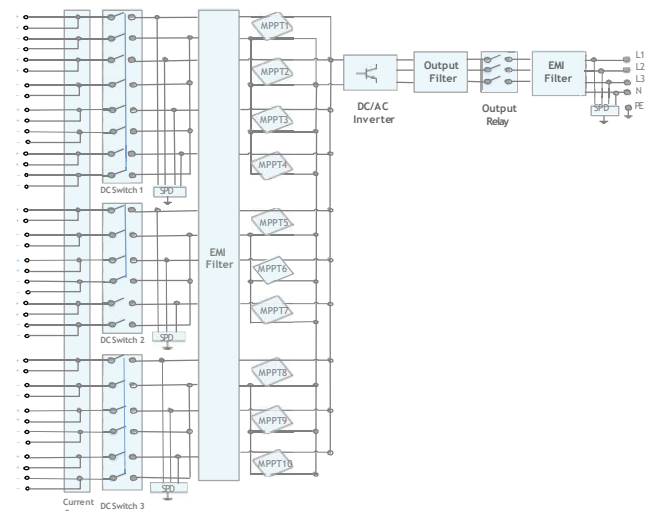 MPPT1
MPPT2
MPPT3
MPPT4
DC Switch 1
SPD
MPPT5
MPPT6
MPPT7
EMI
Filter
DC Switch 2
SPD
MPPT8
MPPT9
MPPT10
SPD
Current
DC Switch 3
DC/AC
Inverter
Output
Filter
Output
Relay
EMI
Filter
L1
L2
L3
N
PE
SPD